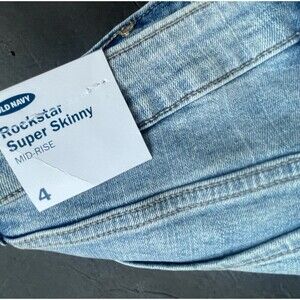 OLD NAVY
Rockstar
Super Skinny
MID-RISE
4